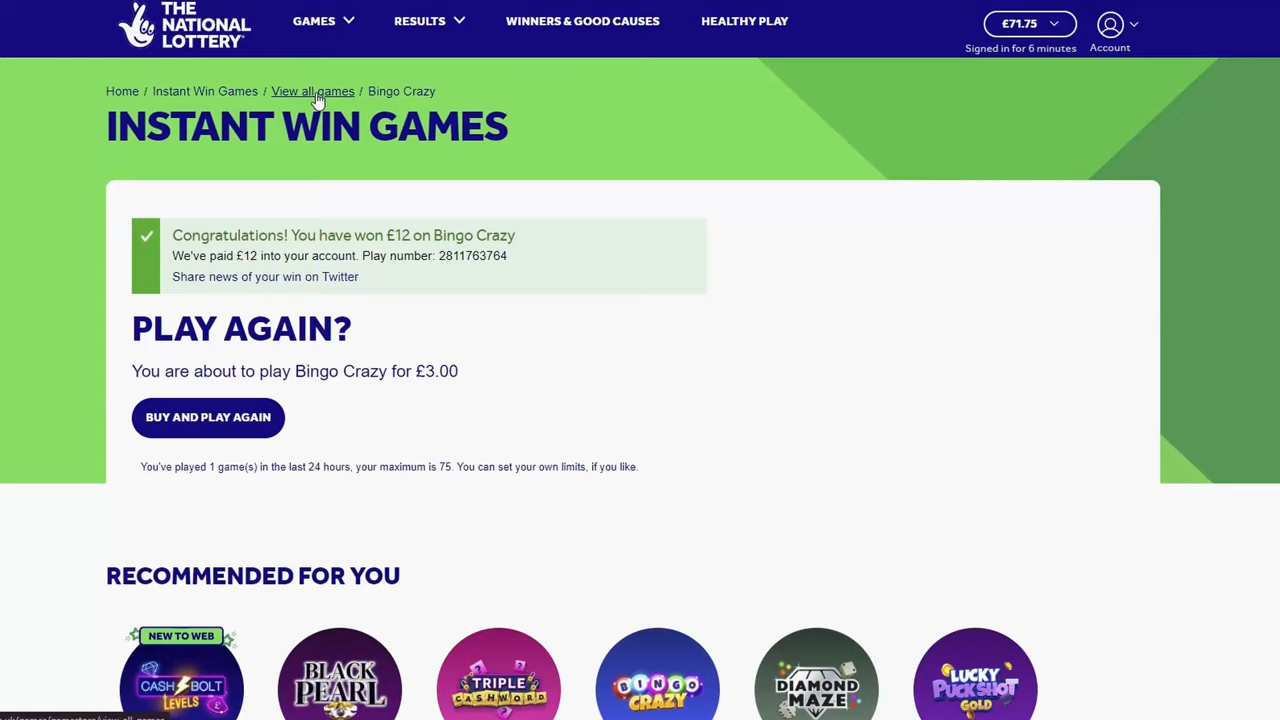 THE
NATIONAL
LOTTERY
GAMES
RESULTS
WINNERS & GOOD CAUSES
HEALTHY PLAY
£71.75
Signed in for 6 minutes
Account
Home / Instant Win Games / View all games / Bingo Crazy
INSTANT WIN GAMES
Congratulations! You have won £12 on Bingo Crazy
We've paid £12 into your account. Play number: 2811763764
Share news of your win on Twitter
PLAY AGAIN?
You are about to play Bingo Crazy for £3.00
BUY AND PLAY AGAIN
You've played 1 game(s) in the last 24 hours, your maximum is 75. You can set your own limits, if you like.
RECOMMENDED FOR YOU
NEW TO WEB
CASH BOLT
LEVELS
BLACK
PEARL
TRIPLE
CASHWORD
BINGO
CRAZY
DIAMOND
MAZE
LUCKY
PUCKSHOT
GOLD